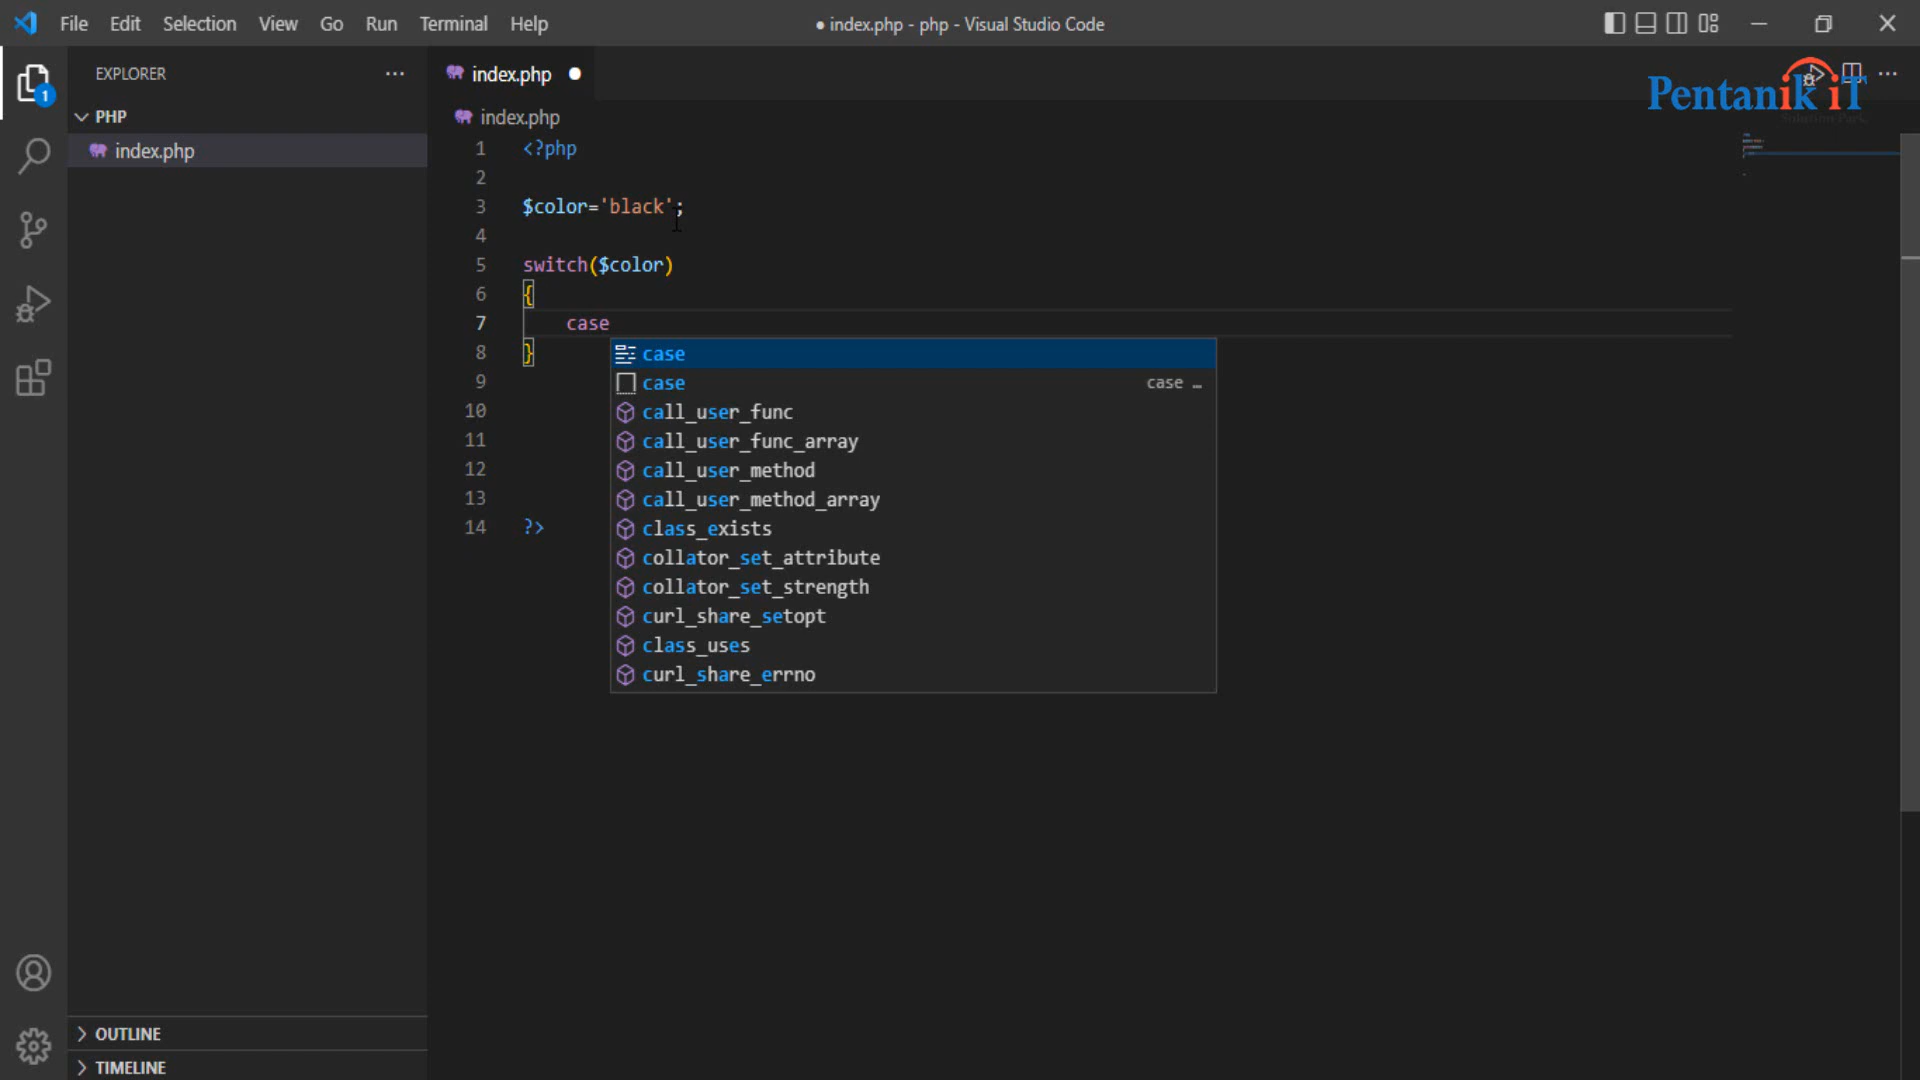 File Edit Selection View Go Run Terminal Help
● index.php - php - Visual Studio Code
EXPLORER ...
index.php ●
Pentanik iT
Solution Park
PHP
index.php
index.php
1 <?php
2
3 $color='black';
4
5 switch($color)
6 {
7 case
8 }
9
10
11
12
13
14 ?>
case
case case …
call_user_func
call_user_func_array
call_user_method
call_user_method_array
class_exists
collator_set_attribute
collator_set_strength
curl_share_setopt
class_uses
curl_share_errno
1
OUTLINE
TIMELINE